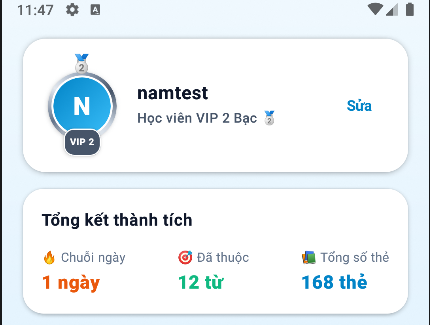 11:47
A
2
N
VIP 2
namtest
Học viên VIP 2 Bạc 🥈
Sửa
Tổng kết thành tích
🔥 Chuỗi ngày
1 ngày
🎯 Đã thuộc
12 từ
📚 Tổng số thẻ
168 thẻ